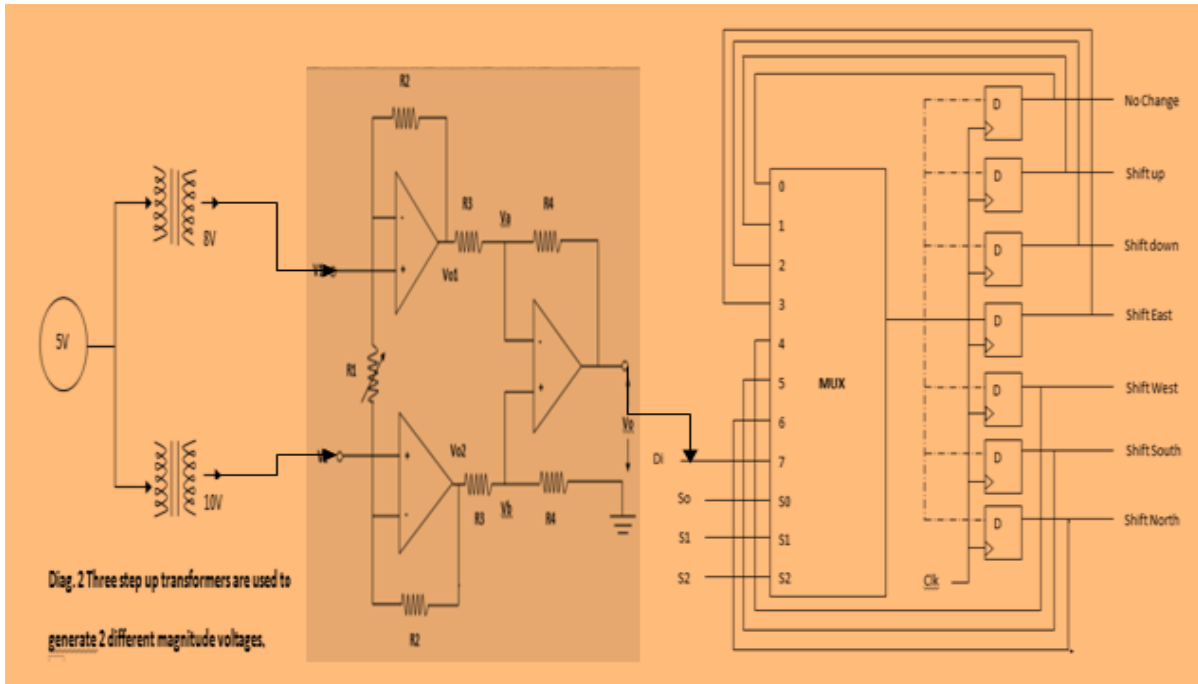 R2
No Change
Shift up
Shift down
Shift East
Shift West
Shift South
Shift North
D
D
D
D
D
D
D
Clk
8V
5V
10V
R3
Va
R4
Vo1
R1
Vo2
R3
Vb
R4
Vo
R2
0
1
2
3
4
5
6
7
MUX
DI
So
S0
S1
S1
S2
S2
Diag. 2 Three step up transformers are used to
generate 2 different magnitude voltages.